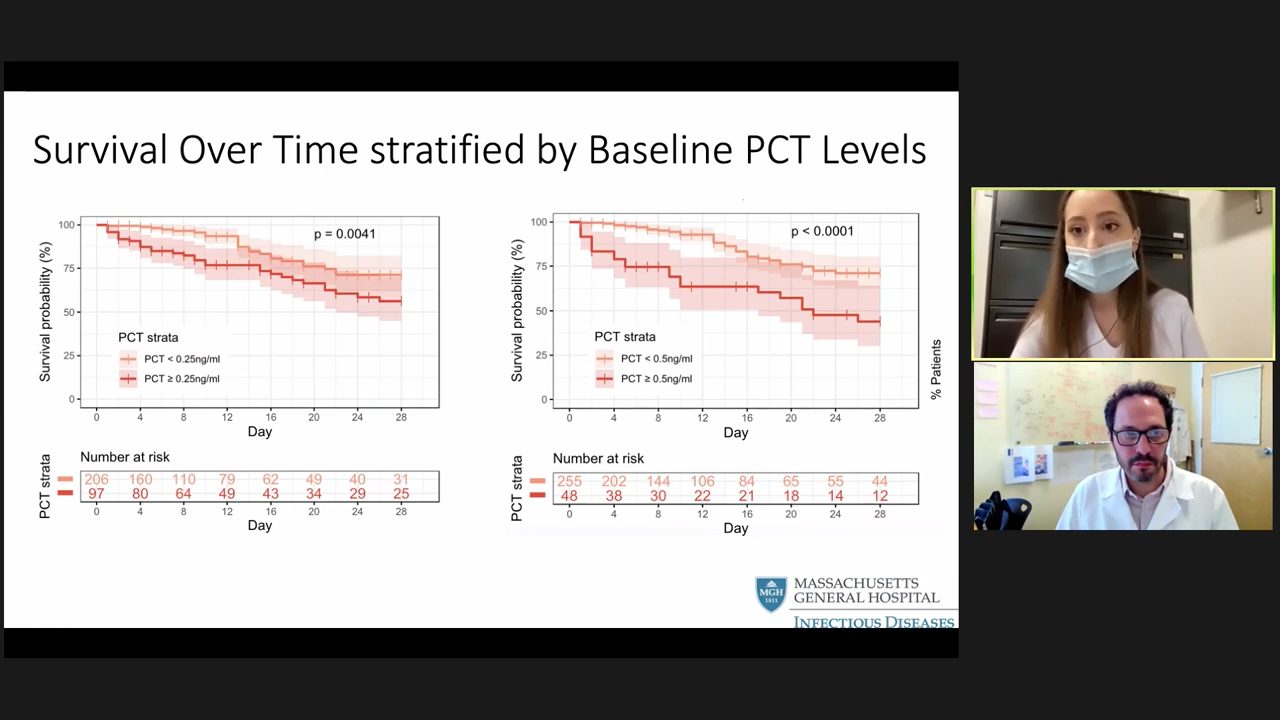 Survival Over Time stratified by Baseline PCT Levels
Survival probability (%)
100
75
50
25
0
p = 0.0041
PCT strata
PCT < 0.25ng/ml
PCT ≥ 0.25ng/ml
0 4 8 12 16 20 24 28
Day
Number at risk
PCT strata
206 160 110 79 62 49 40 31
97 80 64 49 43 34 29 25
0 4 8 12 16 20 24 28
Day
Survival probability (%)
100
75
50
25
0
p < 0.0001
PCT strata
PCT < 0.5ng/ml
PCT ≥ 0.5ng/ml
0 4 8 12 16 20 24 28
Day
Number at risk
PCT strata
255 202 144 106 84 65 55 44
48 38 30 22 21 18 14 12
0 4 8 12 16 20 24 28
Day
% Patients
MGH
1811
MASSACHUSETTS
GENERAL HOSPITAL
INFECTIOUS DISEASES